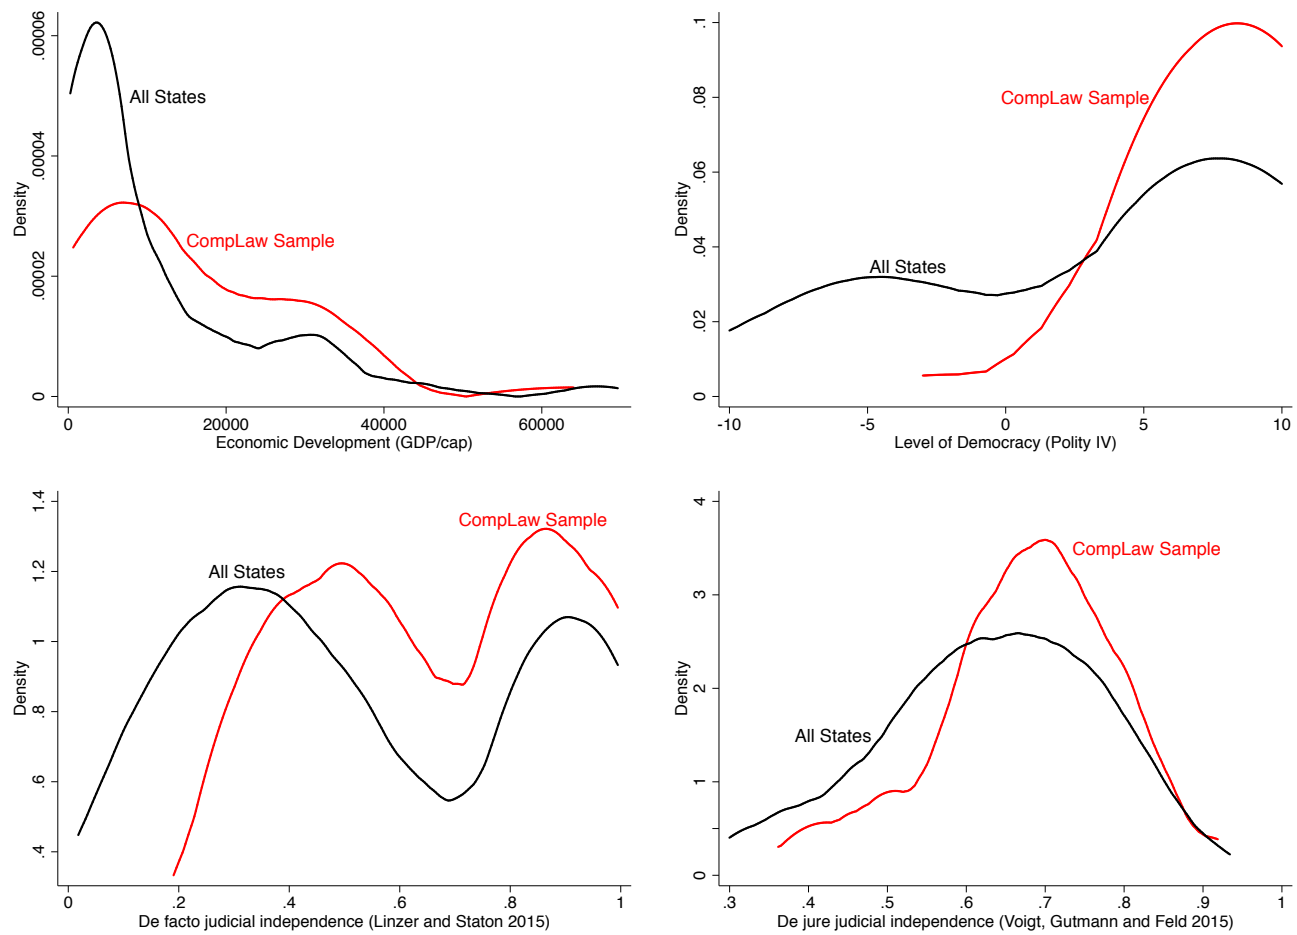 .00006
.00004
.00002
0
Density
All States
CompLaw Sample
0 20000 40000 60000
Economic Development (GDP/cap)
.1
.08
.06
.04
.02
0
Density
CompLaw Sample
All States
-10 -5 0 5 10
Level of Democracy (Polity IV)
1.4
1.2
1
.8
.6
.4
Density
CompLaw Sample
All States
0 .2 .4 .6 .8 1
De facto judicial independence (Linzer and Staton 2015)
4
3
2
1
0
Density
CompLaw Sample
All States
.3 .4 .5 .6 .7 .8 .9 1
De jure judicial independence (Voigt, Gutmann and Feld 2015)